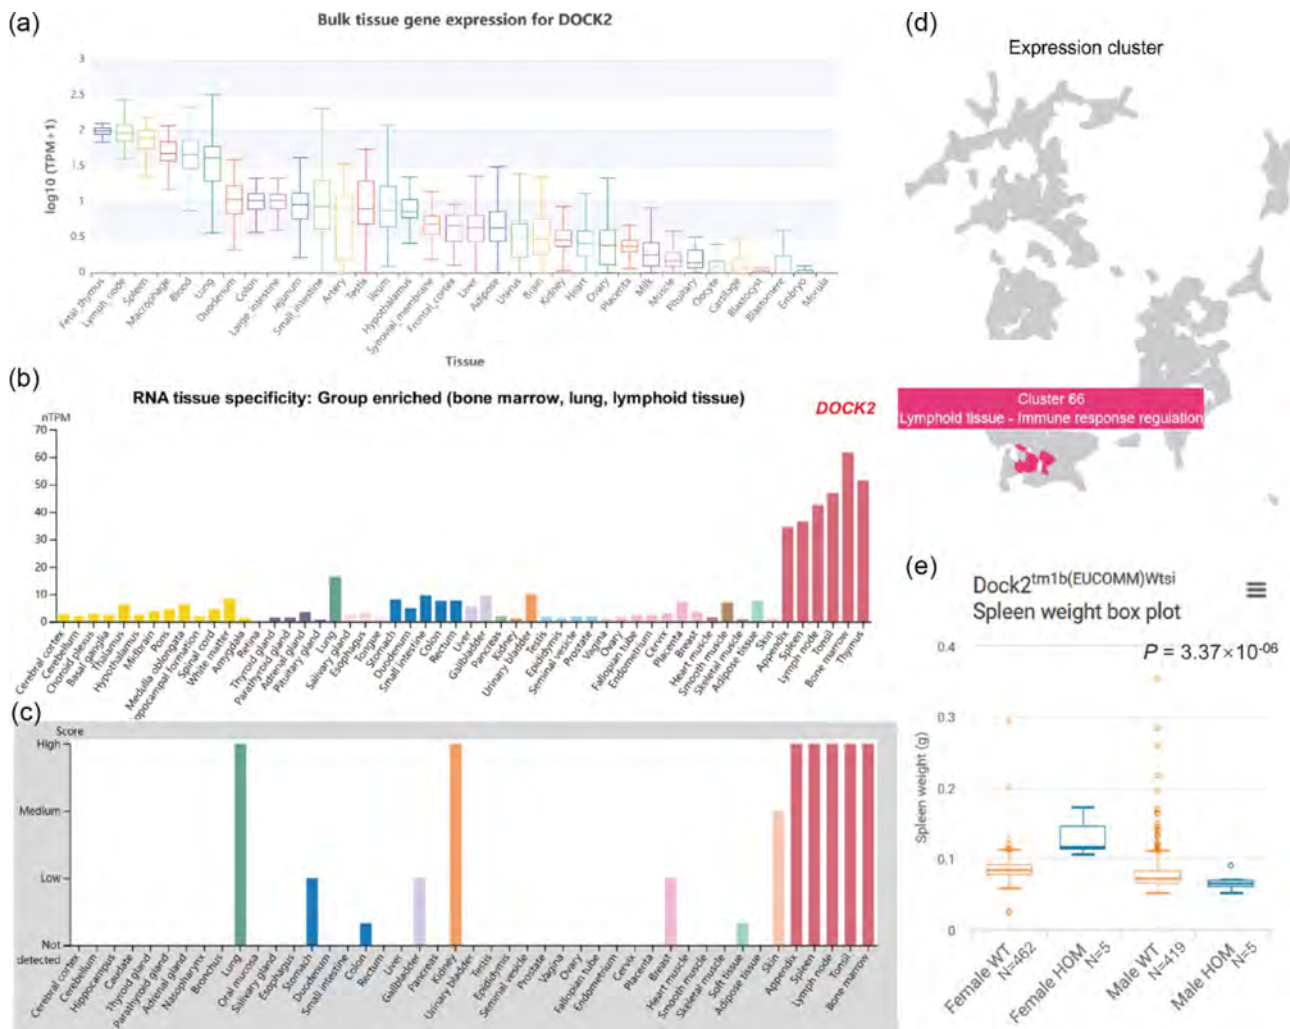 (a)
Bulk tissue gene expression for DOCK2
log10 (TPM+1)
3
2.5
2
1.5
1
0.5
0
Fetal_thymus
Lymph_node
Spleen
Macrophage
Blood
Lung
Duodenum
Colon
Large_intestine
Jejunum
Small_intestine
Artery
Testis
Ileum
Hypothalamus
Synovial_membrane
Frontal_cortex
Liver
Adipose
Uterus
Brain
Kidney
Heart
Ovary
Placenta
Milk
Muscle
Pituitary
Oocyte
Cartilage
Blastocyst
Blastomere
Embryo
Morula
Tissue
(b)
RNA tissue specificity: Group enriched (bone marrow, lung, lymphoid tissue)
DOCK2
nTPM
70
60
50
40
30
20
10
0
Cerebral cortex
Cerebellum
Choroid plexus
Basal ganglia
Thalamus
Hypothalamus
Midbrain
Pons
Medulla oblongata
ppocampal formation
Spinal cord
White matter
Amygdala
Retina
Thyroid gland
Parathyroid gland
Adrenal gland
Pituitary gland
Lung
Salivary gland
Esophagus
Tongue
Stomach
Duodenum
Small intestine
Colon
Rectum
Liver
Gallbladder
Pancreas
Kidney
Urinary bladder
Testis
Epididymis
Seminal vesicle
Prostate
Vagina
Ovary
Fallopian tube
Endometrium
Cervix
Placenta
Breast
Heart muscle
Smooth muscle
Skeletal muscle
Adipose tissue
Skin
Appendix
Spleen
Lymph node
Tonsil
Bone marrow
Thymus
(c)
Score
High
Medium
Low
Not
detected
Cerebral cortex
Cerebellum
Hippocampus
Caudate
Thyroid gland
Parathyroid gland
Adrenal gland
Nasopharynx
Bronchus
Lung
Oral mucosa
Salivary gland
Esophagus
Stomach
Duodenum
Small intestine
Colon
Rectum
Liver
Gallbladder
Pancreas
Kidney
Urinary bladder
Testis
Epididymis
Seminal veside
Prostate
Vagina
Ovary
Fallopian tube
Endometrium
Cervix
Placenta
Breast
Heart muscle
Smooth muscle
Skeletal muscle
Soft tissue
Adipose tissue
Skin
Appendix
Spleen
Lymph node
Tonsil
Bone marrow
(d)
Expression cluster
Cluster 66
Lymphoid tissue - Immune response regulation
(e)
Dock2tm1b(EUCOMM)Wtsi
Spleen weight box plot
P = 3.37×10-06
Spleen weight (g)
0.4
0.3
0.2
0.1
0
Female WT
N=462
Female HOM
N=5
Male WT
N=419
Male HOM
N=5